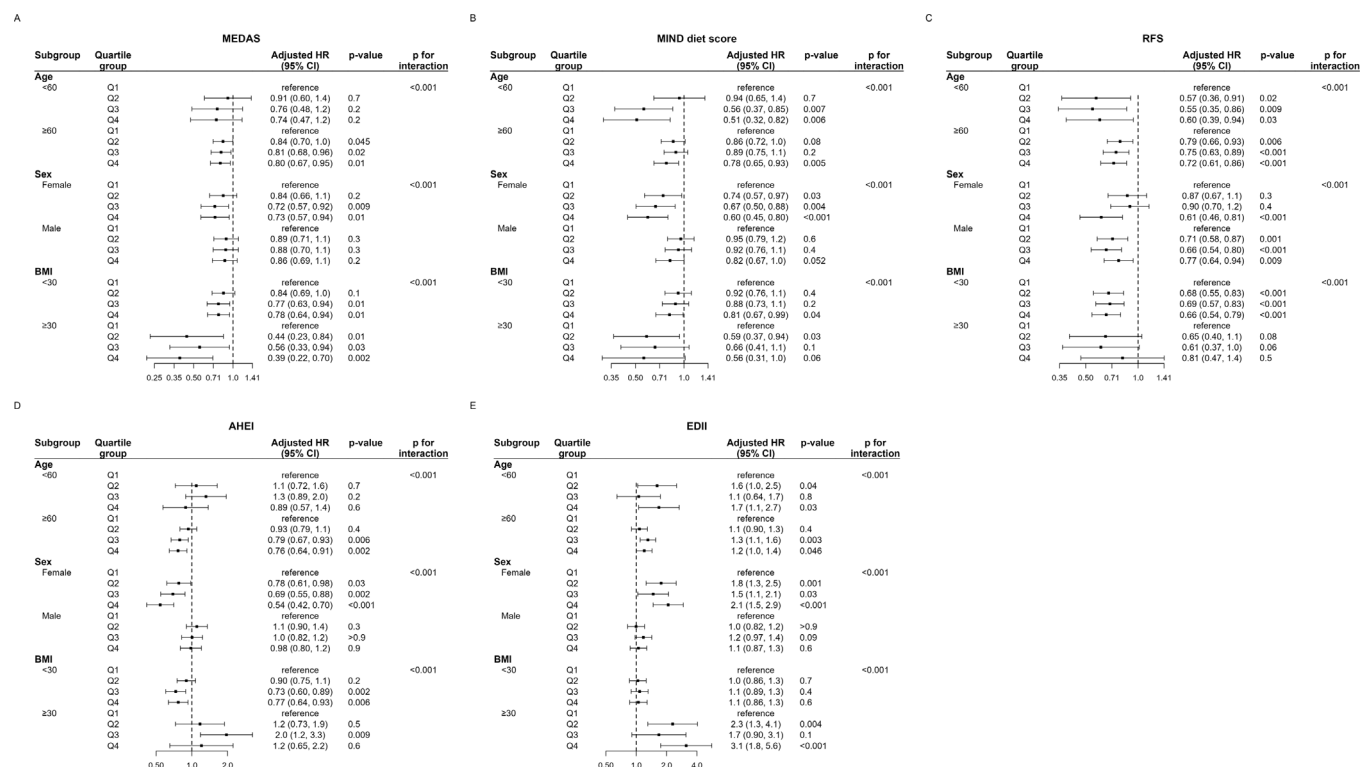 A
MEDAS
Subgroup Quartile group Adjusted HR (95% CI) p-value p for interaction
Age
<60 Q1 reference <0.001
Q2 0.91 (0.60, 1.4) 0.7
Q3 0.76 (0.48, 1.2) 0.2
Q4 0.74 (0.47, 1.2) 0.2
≥60 Q1 reference
Q2 0.84 (0.70, 1.0) 0.045
Q3 0.81 (0.68, 0.96) 0.02
Q4 0.80 (0.67, 0.95) 0.01
Sex
Female Q1 reference <0.001
Q2 0.84 (0.66, 1.1) 0.2
Q3 0.72 (0.57, 0.92) 0.009
Q4 0.73 (0.57, 0.94) 0.01
Male Q1 reference
Q2 0.89 (0.71, 1.1) 0.3
Q3 0.88 (0.70, 1.1) 0.3
Q4 0.86 (0.69, 1.1) 0.2
BMI
<30 Q1 reference <0.001
Q2 0.84 (0.69, 1.0) 0.1
Q3 0.77 (0.63, 0.94) 0.01
Q4 0.78 (0.64, 0.94) 0.01
≥30 Q1 reference
Q2 0.44 (0.23, 0.84) 0.01
Q3 0.56 (0.33, 0.94) 0.03
Q4 0.39 (0.22, 0.70) 0.002
0.25 0.35 0.50 0.71 1.0 1.41
B
MIND diet score
Subgroup Quartile group Adjusted HR (95% CI) p-value p for interaction
Age
<60 Q1 reference <0.001
Q2 0.94 (0.65, 1.4) 0.7
Q3 0.56 (0.37, 0.85) 0.007
Q4 0.51 (0.32, 0.82) 0.006
≥60 Q1 reference
Q2 0.86 (0.72, 1.0) 0.08
Q3 0.89 (0.75, 1.1) 0.2
Q4 0.78 (0.65, 0.93) 0.005
Sex
Female Q1 reference <0.001
Q2 0.74 (0.57, 0.97) 0.03
Q3 0.67 (0.50, 0.88) 0.004
Q4 0.60 (0.45, 0.80) <0.001
Male Q1 reference
Q2 0.95 (0.79, 1.2) 0.6
Q3 0.92 (0.76, 1.1) 0.4
Q4 0.82 (0.67, 1.0) 0.052
BMI
<30 Q1 reference <0.001
Q2 0.92 (0.76, 1.1) 0.4
Q3 0.88 (0.73, 1.1) 0.2
Q4 0.81 (0.67, 0.99) 0.04
≥30 Q1 reference
Q2 0.59 (0.37, 0.94) 0.03
Q3 0.66 (0.41, 1.1) 0.1
Q4 0.56 (0.31, 1.0) 0.06
0.35 0.50 0.71 1.0 1.41
C
RFS
Subgroup Quartile group Adjusted HR (95% CI) p-value p for interaction
Age
<60 Q1 reference <0.001
Q2 0.57 (0.36, 0.91) 0.02
Q3 0.55 (0.35, 0.86) 0.009
Q4 0.60 (0.39, 0.94) 0.03
≥60 Q1 reference
Q2 0.79 (0.66, 0.93) 0.006
Q3 0.75 (0.63, 0.89) <0.001
Q4 0.72 (0.61, 0.86) <0.001
Sex
Female Q1 reference <0.001
Q2 0.87 (0.67, 1.1) 0.3
Q3 0.90 (0.70, 1.2) 0.4
Q4 0.61 (0.46, 0.81) <0.001
Male Q1 reference
Q2 0.71 (0.58, 0.87) 0.001
Q3 0.66 (0.54, 0.80) <0.001
Q4 0.77 (0.64, 0.94) 0.009
BMI
<30 Q1 reference <0.001
Q2 0.68 (0.55, 0.83) <0.001
Q3 0.69 (0.57, 0.83) <0.001
Q4 0.66 (0.54, 0.79) <0.001
≥30 Q1 reference
Q2 0.65 (0.40, 1.1) 0.08
Q3 0.61 (0.37, 1.0) 0.06
Q4 0.81 (0.47, 1.4) 0.5
0.35 0.50 0.71 1.0 1.41
D
AHEI
Subgroup Quartile group Adjusted HR (95% CI) p-value p for interaction
Age
<60 Q1 reference <0.001
Q2 1.1 (0.72, 1.6) 0.7
Q3 1.3 (0.89, 2.0) 0.2
Q4 0.89 (0.57, 1.4) 0.6
≥60 Q1 reference
Q2 0.93 (0.79, 1.1) 0.4
Q3 0.79 (0.67, 0.93) 0.006
Q4 0.76 (0.64, 0.91) 0.002
Sex
Female Q1 reference <0.001
Q2 0.78 (0.61, 0.98) 0.03
Q3 0.69 (0.55, 0.88) 0.002
Q4 0.54 (0.42, 0.70) <0.001
Male Q1 reference
Q2 1.1 (0.90, 1.4) 0.3
Q3 1.0 (0.82, 1.2) >0.9
Q4 0.98 (0.80, 1.2) 0.9
BMI
<30 Q1 reference <0.001
Q2 0.90 (0.75, 1.1) 0.2
Q3 0.73 (0.60, 0.89) 0.002
Q4 0.77 (0.64, 0.93) 0.006
≥30 Q1 reference
Q2 1.2 (0.73, 1.9) 0.5
Q3 2.0 (1.2, 3.3) 0.009
Q4 1.2 (0.65, 2.2) 0.6
0.50 1.0 2.0
E
EDII
Subgroup Quartile group Adjusted HR (95% CI) p-value p for interaction
Age
<60 Q1 reference <0.001
Q2 1.6 (1.0, 2.5) 0.04
Q3 1.1 (0.64, 1.7) 0.8
Q4 1.7 (1.1, 2.7) 0.03
≥60 Q1 reference
Q2 1.1 (0.90, 1.3) 0.4
Q3 1.3 (1.1, 1.6) 0.003
Q4 1.2 (1.0, 1.4) 0.046
Sex
Female Q1 reference <0.001
Q2 1.8 (1.3, 2.5) 0.001
Q3 1.5 (1.1, 2.1) 0.03
Q4 2.1 (1.5, 2.9) <0.001
Male Q1 reference
Q2 1.0 (0.82, 1.2) >0.9
Q3 1.2 (0.97, 1.4) 0.09
Q4 1.1 (0.87, 1.3) 0.6
BMI
<30 Q1 reference <0.001
Q2 1.0 (0.86, 1.3) 0.7
Q3 1.1 (0.89, 1.3) 0.4
Q4 1.1 (0.86, 1.3) 0.6
≥30 Q1 reference
Q2 2.3 (1.3, 4.1) 0.004
Q3 1.7 (0.90, 3.1) 0.1
Q4 3.1 (1.8, 5.6) <0.001
0.50 1.0 2.0 4.0